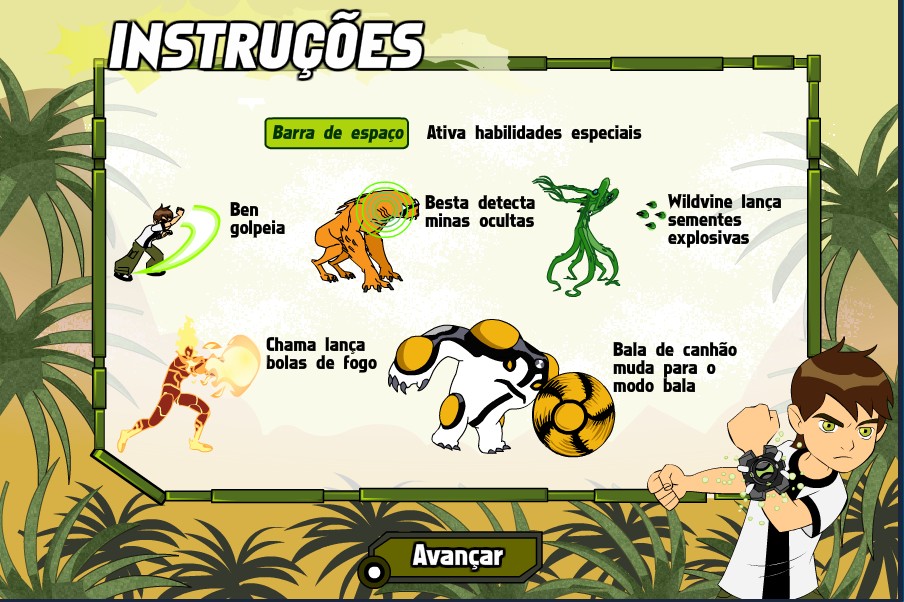 INSTRUÇÕES
Barra de espaço Ativa habilidades especiais
Ben
golpeia
Besta detecta
minas ocultas
Wildvine lança
sementes
explosivas
Chama lança
bolas de fogo
Bala de canhão
muda para o
modo bala
Avançar